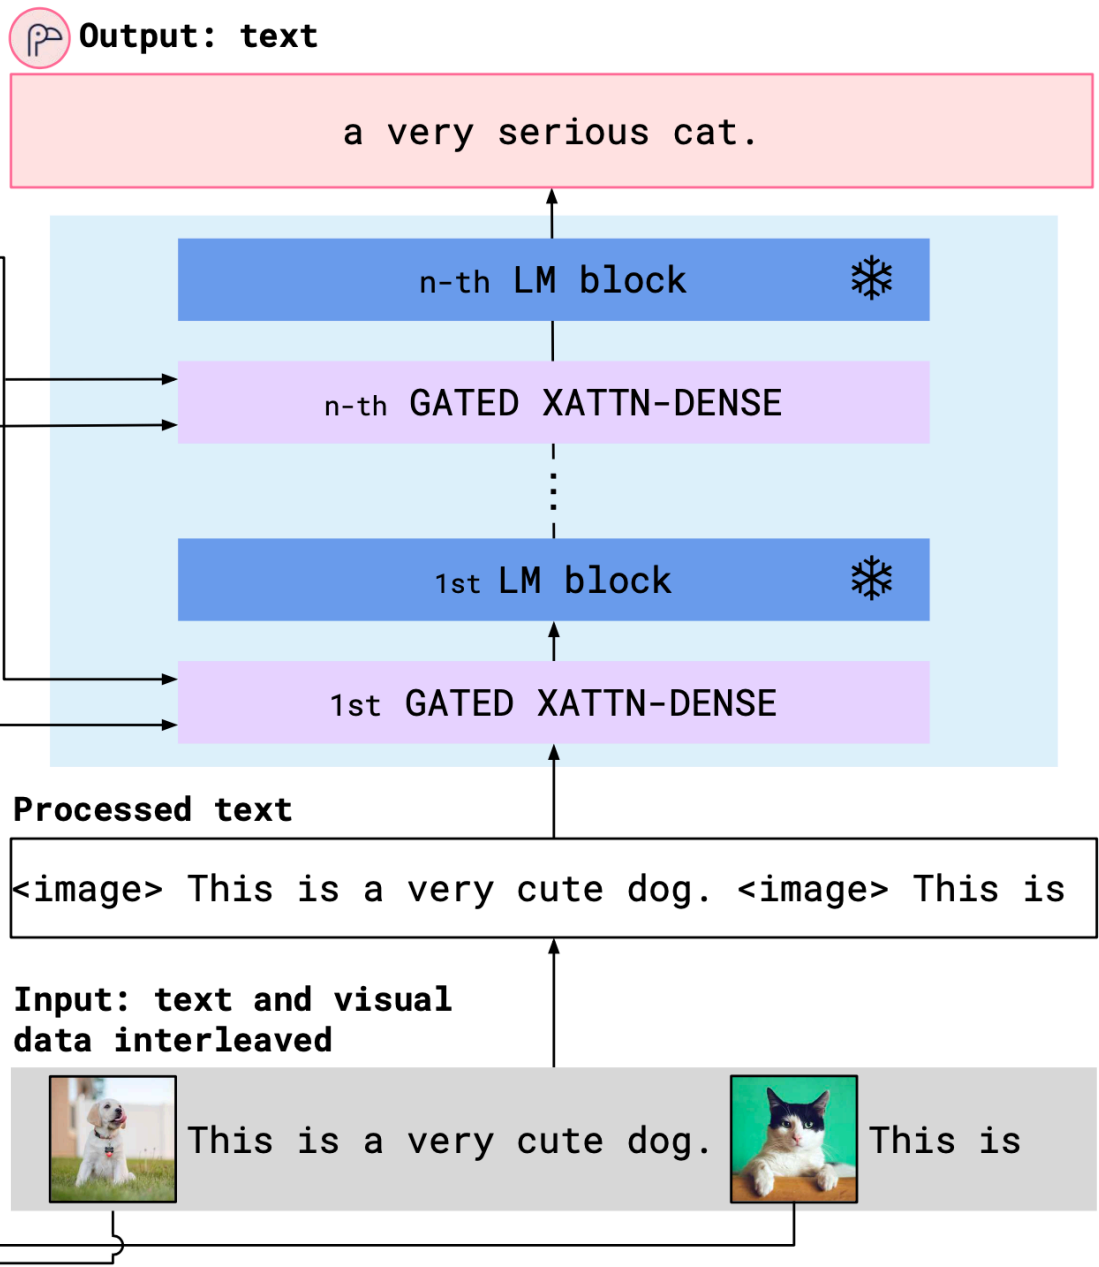 Output: text
a very serious cat.
n-th LM block
n-th GATED XATTN-DENSE
1st LM block
1st GATED XATTN-DENSE
Processed text
<image> This is a very cute dog. <image> This is
Input: text and visual
data interleaved
This is a very cute dog. This is